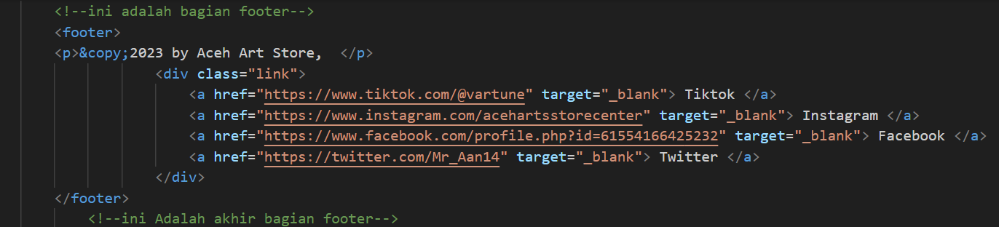 <!--ini adalah bagian footer-->
<footer>
<p>&copy;2023 by Aceh Art Store,  </p>
<div class="link">
<a href="https://www.tiktok.com/@vartune" target="_blank"> Tiktok </a>
<a href="https://www.instagram.com/acehartsstorecenter" target="_blank"> Instagram </a>
<a href="https://www.facebook.com/profile.php?id=61554166425232" target="_blank"> Facebook </a>
<a href="https://twitter.com/Mr_Aan14" target="_blank"> Twitter </a>
</div>
</footer>
<!--ini Adalah akhir bagian footer-->